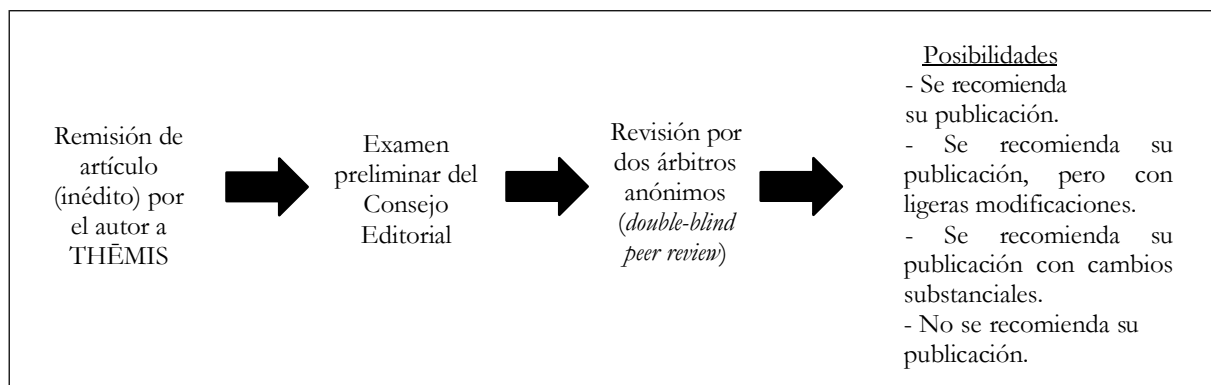 Remisión de
artículo
(inédito) por
el autor a
THĒMIS
Examen
preliminar del
Consejo
Editorial
Revisión por
dos árbitros
anónimos
(double-blind
peer review)
Posibilidades
- Se recomienda
su publicación.
- Se recomienda su
publicación, pero con
ligeras modificaciones.
- Se recomienda su
publicación con cambios
substanciales.
- No se recomienda su
publicación.